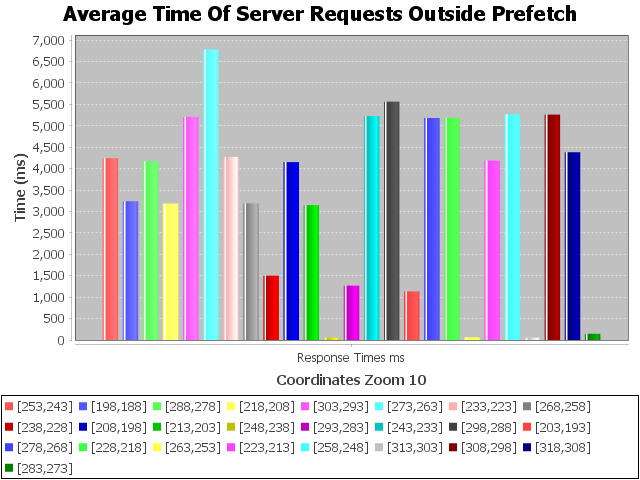 Average Time Of Server Requests Outside Prefetch
7,000
6,500
6,000
5,500
5,000
4,500
4,000
3,500
3,000
2,500
2,000
1,500
1,000
500
0
Time (ms)
Response Times ms
Coordinates Zoom 10
[253,243] [198,188] [288,278] [218,208] [303,293] [273,263] [233,223] [268,258]
[238,228] [208,198] [213,203] [248,238] [293,283] [243,233] [298,288] [203,193]
[278,268] [228,218] [263,253] [223,213] [258,248] [313,303] [308,298] [318,308]
[283,273]